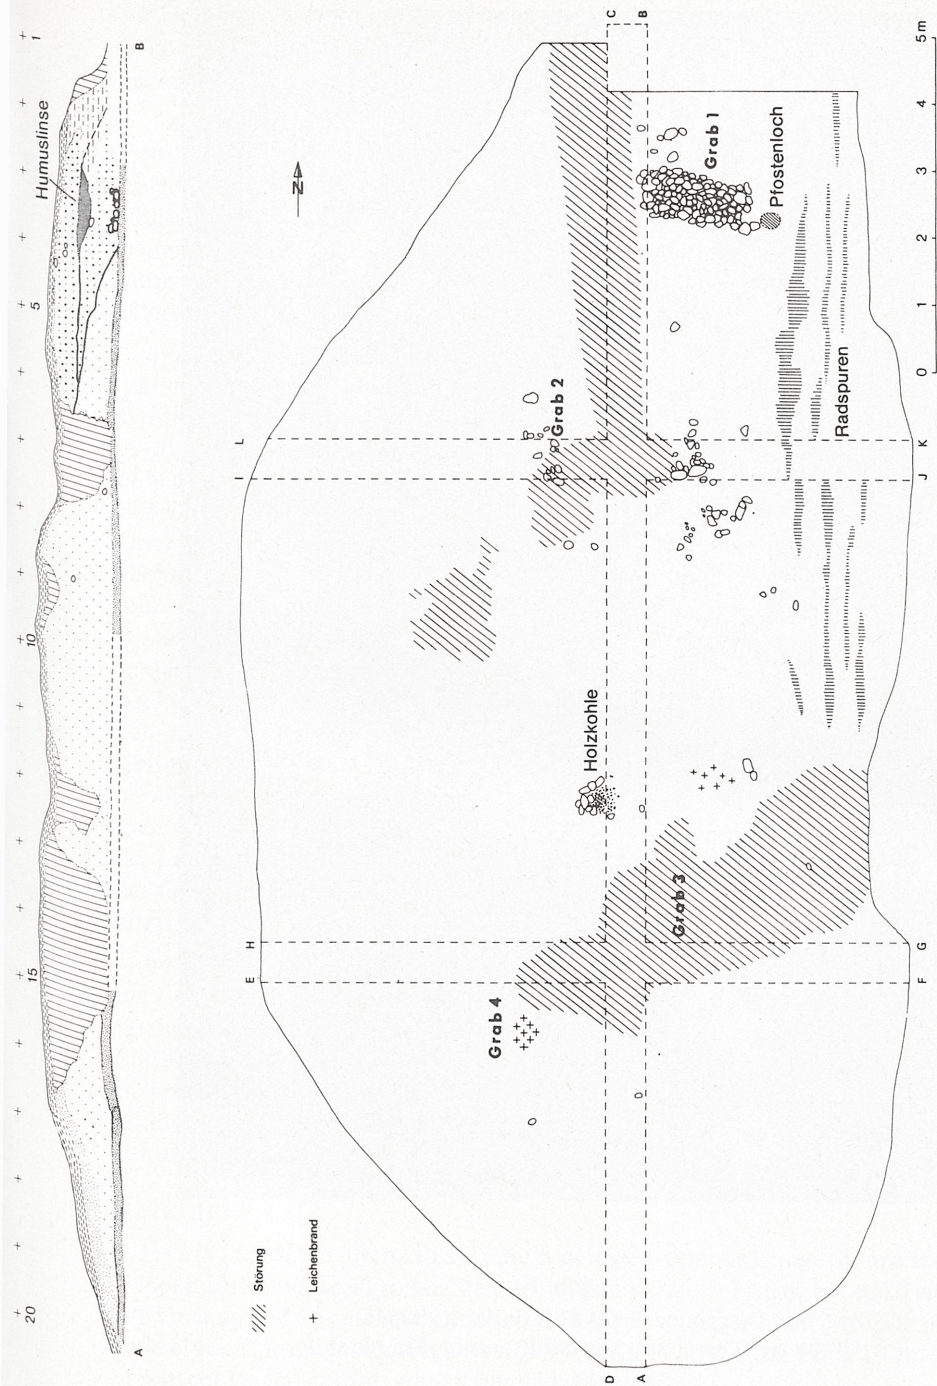 1
5
10
15
20
B
A
Humuslinse
N
C
B
5 m
4
3
2
1
0
Grab 1
Pfostenloch
Grab 2
Radspuren
L
I
K
J
Holzkohle
Grab 3
H
E
G
F
Grab 4
Störung
+ Leichenbrand
D
A